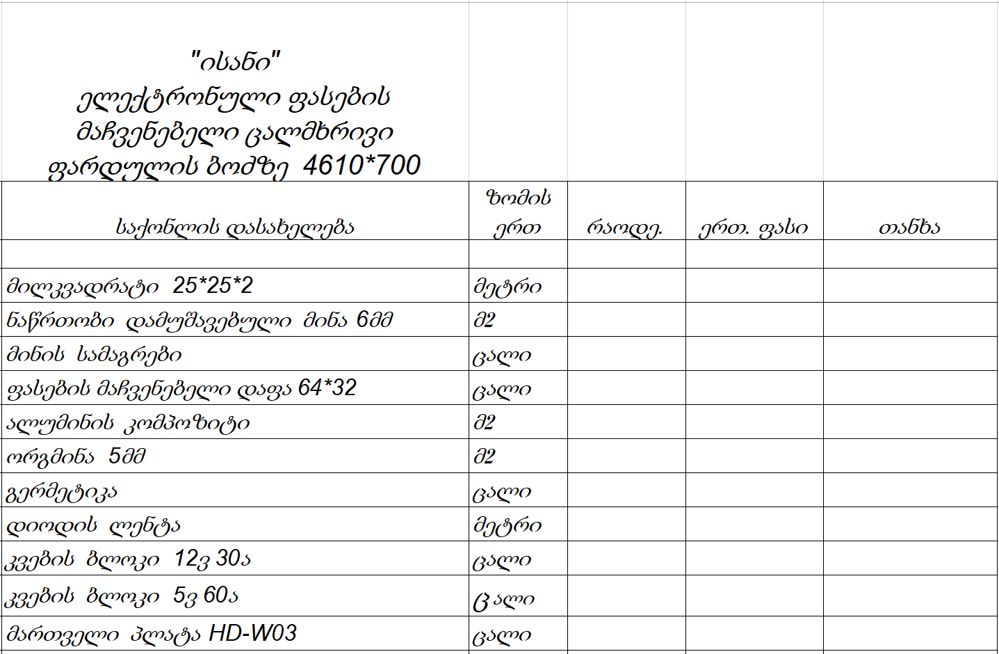 "ისანი"
ელექტრონული ფასების
მაჩვენებელი ცალმხრივი
ფარდულის ბოძზე 4610*700
საქონლის დასახელება
ზომის
ერთ
რაოდე.
ერთ. ფასი
თანხა
მილკვადრატი 25*25*2
მეტრი
ნაწრთობი დამუშავებული მინა 6მმ
მ2
მინის სამაგრები
ცალი
ფასების მაჩვენებელი დაფა 64*32
ცალი
ალუმინის კომპოზიტი
მ2
ორგმინა 5მმ
მ2
გერმეტიკა
ცალი
დიოდის ლენტა
მეტრი
კვების ბლოკი 12ვ 30ა
ცალი
კვების ბლოკი 5ვ 60ა
ცალი
მართველი პლატა HD-W03
ცალი